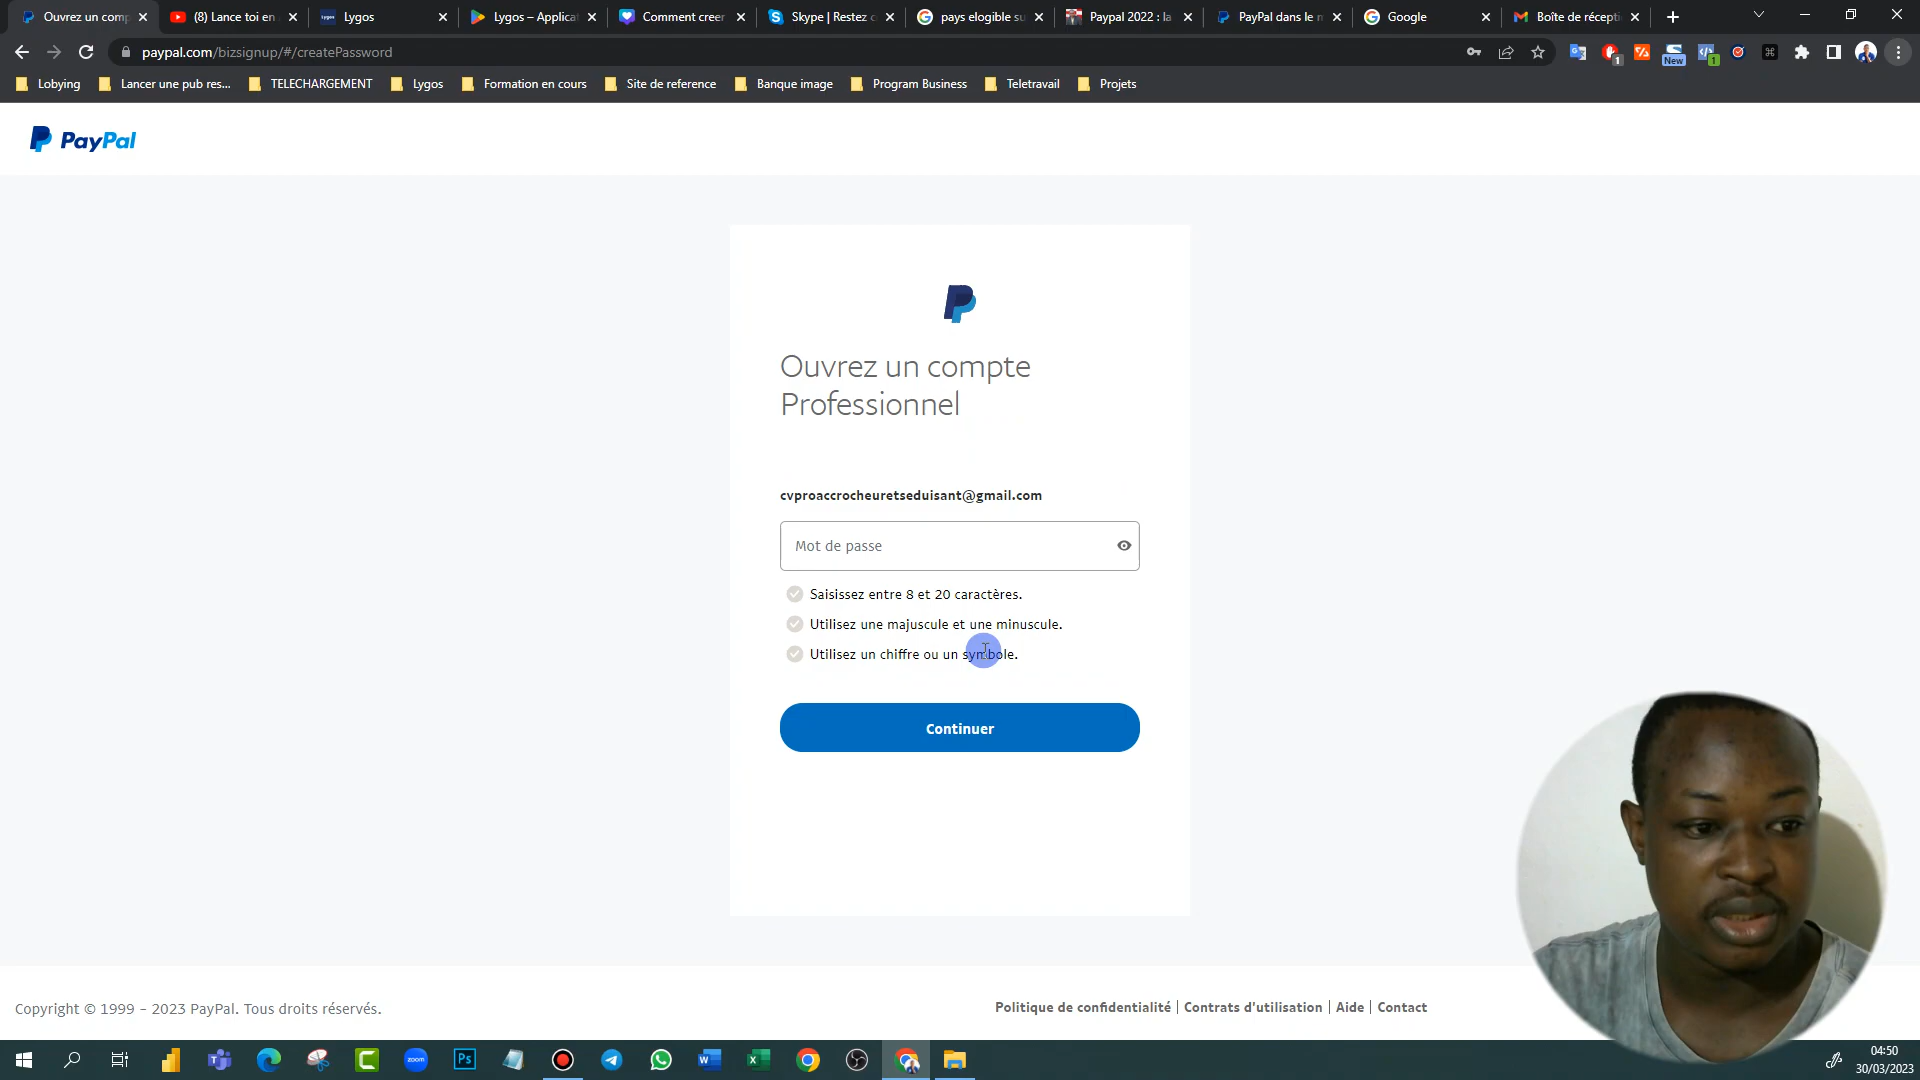 Ouvrez un comp
(8) Lance toi en
Lygos
Lygos – Applicat
Comment creer
Skype | Restez c
pays elogible su
Paypal 2022 : la
PayPal dans le m
Google
Boîte de récepti
paypal.com/bizsignup/#/createPassword
1
New
1
Lobying
Lancer une pub res...
TELECHARGEMENT
Lygos
Formation en cours
Site de reference
Banque image
Program Business
Teletravail
Projets
PayPal
Ouvrez un compte
Professionnel
cvproaccrocheuretseduisant@gmail.com
Mot de passe
Saisissez entre 8 et 20 caractères.
Utilisez une majuscule et une minuscule.
Utilisez un chiffre ou un symbole.
Continuer
Copyright © 1999 – 2023 PayPal. Tous droits réservés.
Politique de confidentialité | Contrats d'utilisation | Aide | Contact
zoom
Ps
04:50
30/03/2023